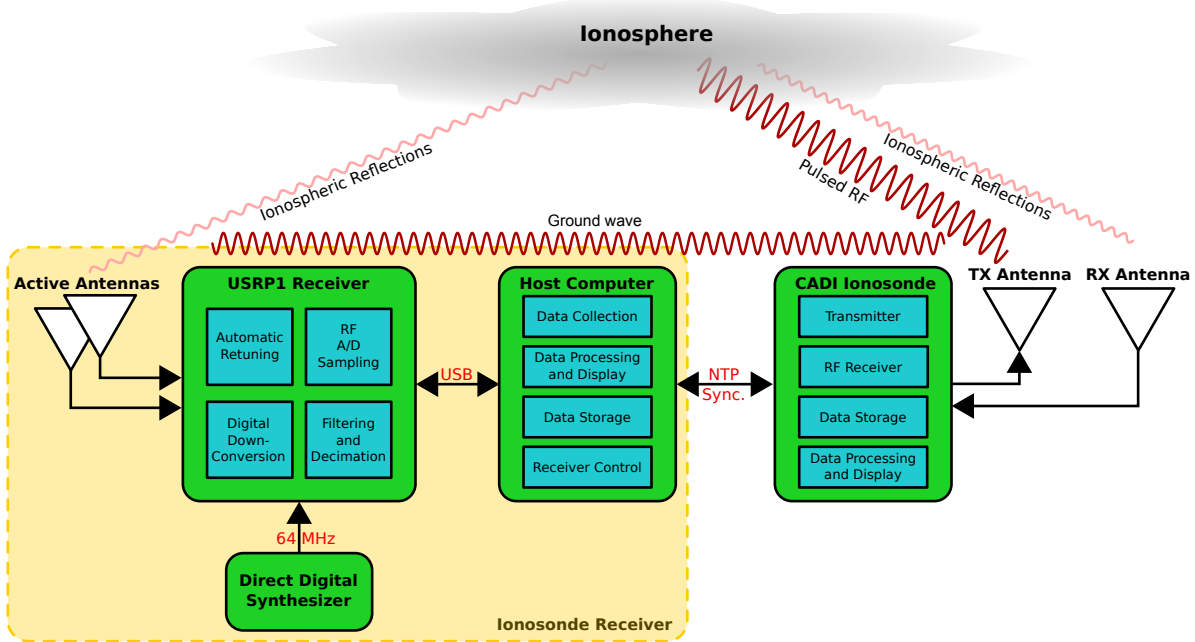 Ionosphere
Ionospheric Reflections
Pulsed RF
Ionospheric Reflections
Ground wave
Active Antennas
USRP1 Receiver
Automatic
Retuning
RF
A/D
Sampling
Digital
Down-
Conversion
Filtering
and
Decimation
USB
Host Computer
Data Collection
Data Processing
and Display
Data Storage
Receiver Control
NTP
Sync.
CADI Ionosonde
Transmitter
RF Receiver
Data Storage
Data Processing
and Display
TX Antenna
RX Antenna
64 MHz
Direct Digital
Synthesizer
Ionosonde Receiver